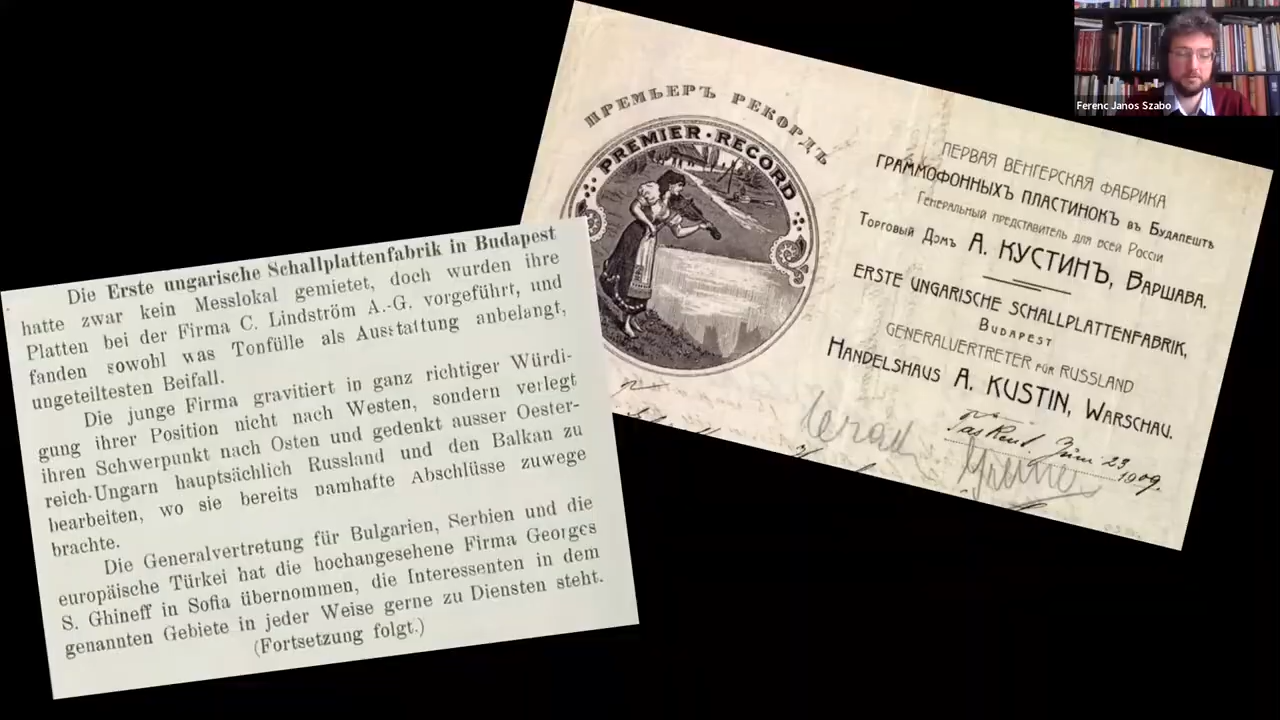 Ferenc Janos Szabo
ПРЕМЬЕРЪ РЕКОРДЪ
PREMIER·RECORD
ПЕРВАЯ ВЕНГЕРСКАЯ ФАБРИКА
ГРАММОФОННЫХЪ ПЛАСТИНОКЪ въ БУДАПЕШТѢ
Генеральный представитель для всей России
Торговый Домъ А. КУСТИНЪ, ВАРШАВА.
ERSTE UNGARISCHE SCHALLPLATTENFABRIK,
BUDAPEST
GENERALVERTRETER FÜR RUSSLAND
HANDELSHAUS A. KUSTIN, WARSCHAU.
Taskend, Juni 23
1909.
Die Erste ungarische Schallplattenfabrik in Budapest
hatte zwar kein Messlokal gemietet, doch wurden ihre
Platten bei der Firma C. Lindström A.-G. vorgeführt, und
fanden sowohl was Tonfülle als Ausstattung anbelangt,
ungeteiltesten Beifall.
Die junge Firma gravitiert in ganz richtiger Würdi-
gung ihrer Position nicht nach Westen, sondern verlegt
ihren Schwerpunkt nach Osten und gedenkt ausser Oester-
reich-Ungarn hauptsächlich Russland und den Balkan zu
bearbeiten, wo sie bereits namhafte Abschlüsse zuwege
brachte.
Die Generalvertretung für Bulgarien, Serbien und die
europäische Türkei hat die hochangesehene Firma Georges
S. Ghineff in Sofia übernommen, die Interessenten in dem
genannten Gebiete in jeder Weise gerne zu Diensten steht.
(Fortsetzung folgt.)